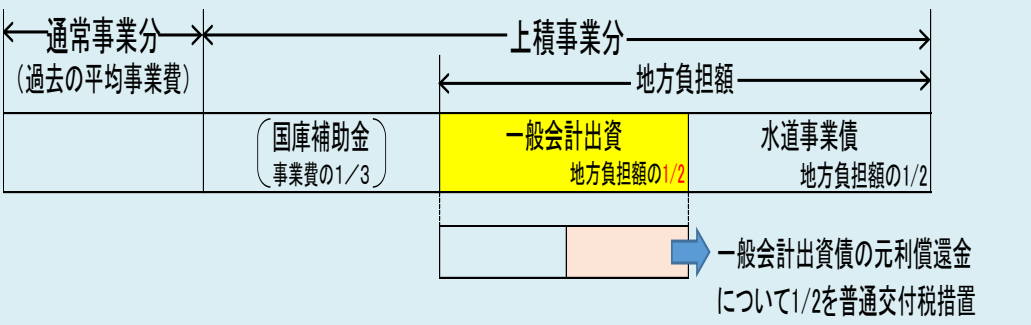 通常事業分
上積事業分
（過去の平均事業費）
地方負担額
国庫補助金
事業費の1／3
一般会計出資
地方負担額の1/2
水道事業債
地方負担額の1/2
一般会計出資債の元利償還金
について1/2を普通交付税措置